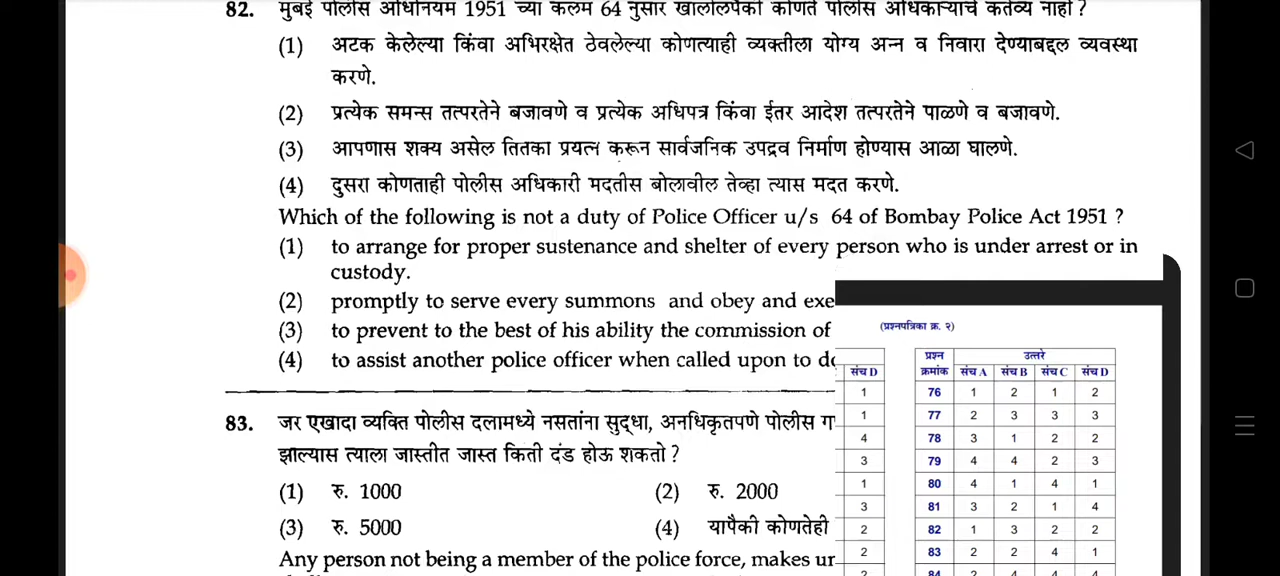 82. मुंबई पोलीस अधिनियम 1951 च्या कलम 64 नुसार खालीलपैकी कोणते पोलीस अधिकाऱ्याचे कर्तव्य नाही ?
(1) अटक केलेल्या किंवा अभिरक्षेत ठेवलेल्या कोणत्याही व्यक्तीला योग्य अन्न व निवारा देण्याबद्दल व्यवस्था
करणे.
(2) प्रत्येक समन्स तत्परतेने बजावणे व प्रत्येक अधिपत्र किंवा ईतर आदेश तत्परतेने पाळणे व बजावणे.
(3) आपणास शक्य असेल तितका प्रयत्न करून सार्वजनिक उपद्रव निर्माण होण्यास आळा घालणे.
(4) दुसरा कोणताही पोलीस अधिकारी मदतीस बोलावील तेव्हा त्यास मदत करणे.
Which of the following is not a duty of Police Officer u/s 64 of Bombay Police Act 1951 ?
(1) to arrange for proper sustenance and shelter of every person who is under arrest or in
custody.
(2) promptly to serve every summons and obey and exe
(3) to prevent to the best of his ability the commission of
(4) to assist another police officer when called upon to do
83. जर एखादा व्यक्ति पोलीस दलामध्ये नसतांना सुद्धा, अनधिकृतपणे पोलीस ग
झाल्यास त्याला जास्तीत जास्त किती दंड होऊ शकतो ?
(1) रु. 1000 (2) रु. 2000
(3) रु. 5000 (4) यापैकी कोणतेही
Any person not being a member of the police force, makes un
(प्रश्नपत्रिका क्र. २)
प्रश्न उत्तरे
संच D क्रमांक संच A संच B संच C संच D
1 76 1 2 1 2
1 77 2 3 3 3
4 78 3 1 2 2
3 79 4 4 2 3
1 80 4 1 4 1
3 81 3 2 1 4
2 82 1 3 2 2
2 83 2 2 4 1
84